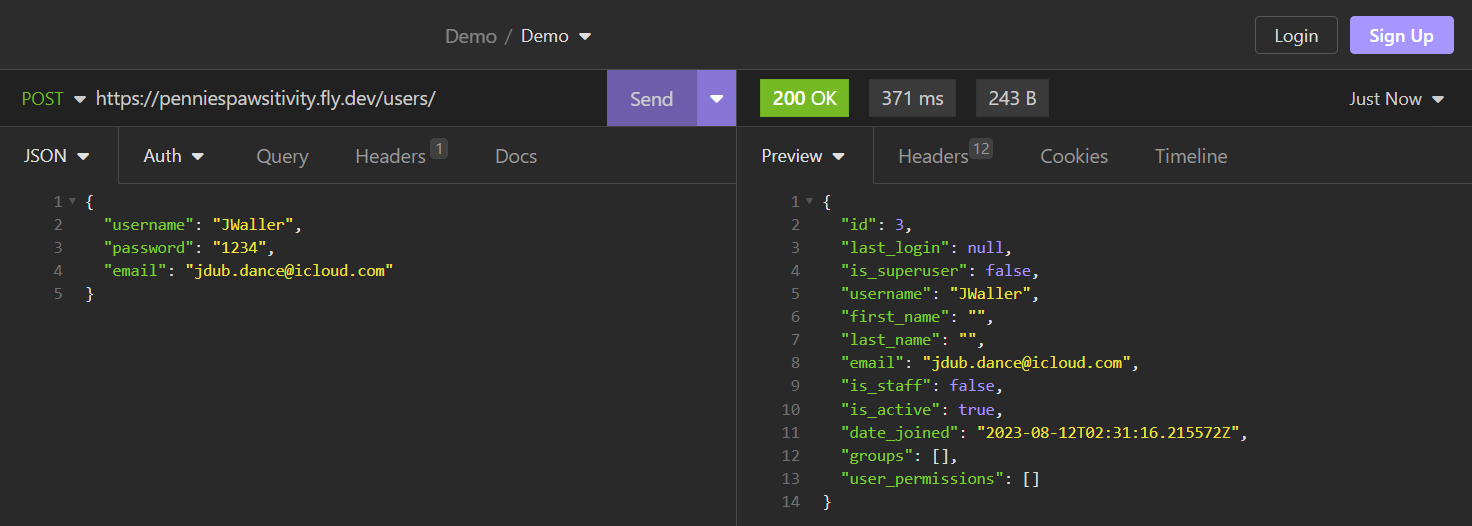 Demo / Demo
Login
Sign Up
POST https://penniespawsitivity.fly.dev/users/ Send
200 OK 371 ms 243 B Just Now
JSON Auth Query Headers 1 Docs
1 {
2 "username": "JWaller",
3 "password": "1234",
4 "email": "jdub.dance@icloud.com"
5 }
Preview Headers 12 Cookies Timeline
1 {
2 "id": 3,
3 "last_login": null,
4 "is_superuser": false,
5 "username": "JWaller",
6 "first_name": "",
7 "last_name": "",
8 "email": "jdub.dance@icloud.com",
9 "is_staff": false,
10 "is_active": true,
11 "date_joined": "2023-08-12T02:31:16.215572Z",
12 "groups": [],
13 "user_permissions": []
14 }